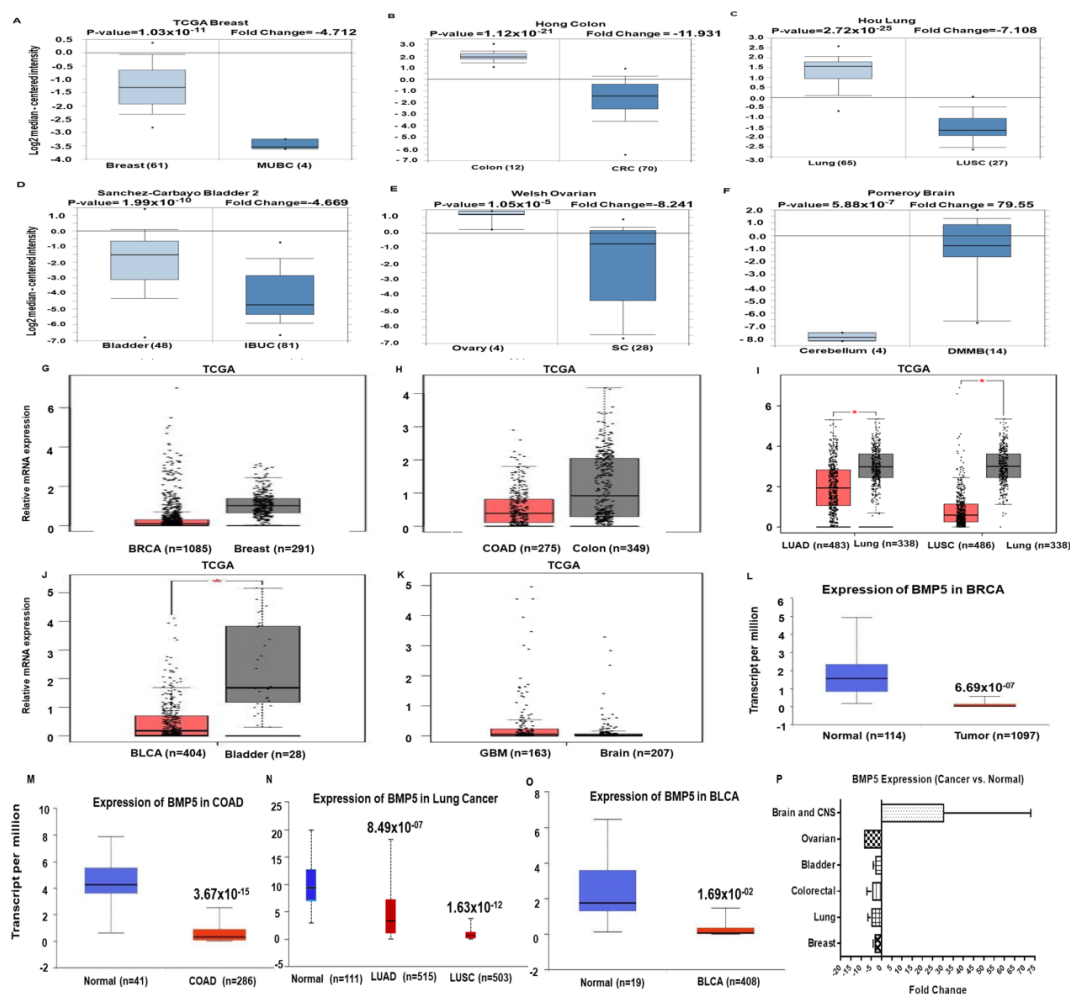 A
TCGA Breast
P-value=1.03x10-11 Fold Change= -4.712
Log2 median - centered intensity
0.5
0.0
-0.5
-1.0
-1.5
-2.0
-2.5
-3.0
-3.5
-4.0
Breast (61) MUBC (4)
B
Hong Colon
P-value= 1.12x10-21 Fold Change = -11.931
3.0
2.0
1.0
0.0
-1.0
-2.0
-3.0
-4.0
-5.0
-6.0
-7.0
Colon (12) CRC (70)
C
Hou Lung
P-value=2.72x10-25 Fold Change=-7.108
3.0
2.5
2.0
1.5
1.0
0.5
0.0
-0.5
-1.0
-1.5
-2.0
-2.5
-3.0
Lung (65) LUSC (27)
D
Sanchez-Carbayo Bladder 2
P-value= 1.99x10-10 Fold Change=-4.669
Log2 median - centered intensity
1.0
0.0
-1.0
-2.0
-3.0
-4.0
-5.0
-6.0
-7.0
Bladder (48) IBUC (81)
E
Welsh Ovarian
P-value= 1.05x10-5 Fold Change=-8.241
1.0
0.0
-1.0
-2.0
-3.0
-4.0
-5.0
-6.0
-7.0
Ovary (4) SC (28)
F
Pomeroy Brain
P-value= 5.88x10-7 Fold Change = 79.55
2.0
1.0
0.0
-1.0
-2.0
-3.0
-4.0
-5.0
-6.0
-7.0
- 8.0
Cerebellum (4) DMMB(14)
G
TCGA
Relative mRNA expression
6
4
2
0
BRCA (n=1085) Breast (n=291)
H
TCGA
4
3
2
1
0
COAD (n=275) Colon (n=349)
I
TCGA
*
*
6
4
2
0
LUAD (n=483) Lung (n=338) LUSC (n=486) Lung (n=338)
J
TCGA
*
Relative mRNA expression
5
4
3
2
1
0
BLCA (n=404) Bladder (n=28)
K
TCGA
5
4
3
2
1
0
GBM (n=163) Brain (n=207)
L
Expression of BMP5 in BRCA
Transcript per million
6
5
4
3
2
1
0
-1
6.69x10-07
Normal (n=114) Tumor (n=1097)
M
Expression of BMP5 in COAD
Transcript per million
10
8
6
4
2
0
-2
3.67x10-15
Normal (n=41) COAD (n=286)
N
Expression of BMP5 in Lung Cancer
25
20
15
10
5
0
-5
8.49x10-07
1.63x10-12
Normal (n=111) LUAD (n=515) LUSC (n=503)
O
Expression of BMP5 in BLCA
8
6
4
2
0
-2
1.69x10-02
Normal (n=19) BLCA (n=408)
P
BMP5 Expression (Cancer vs. Normal)
Brain and CNS
Ovarian
Bladder
Colorectal
Lung
Breast
-20 -15 -10 -5 0 5 10 15 20 25 30 35 40 45 50 55 60 65 70 75
Fold Change